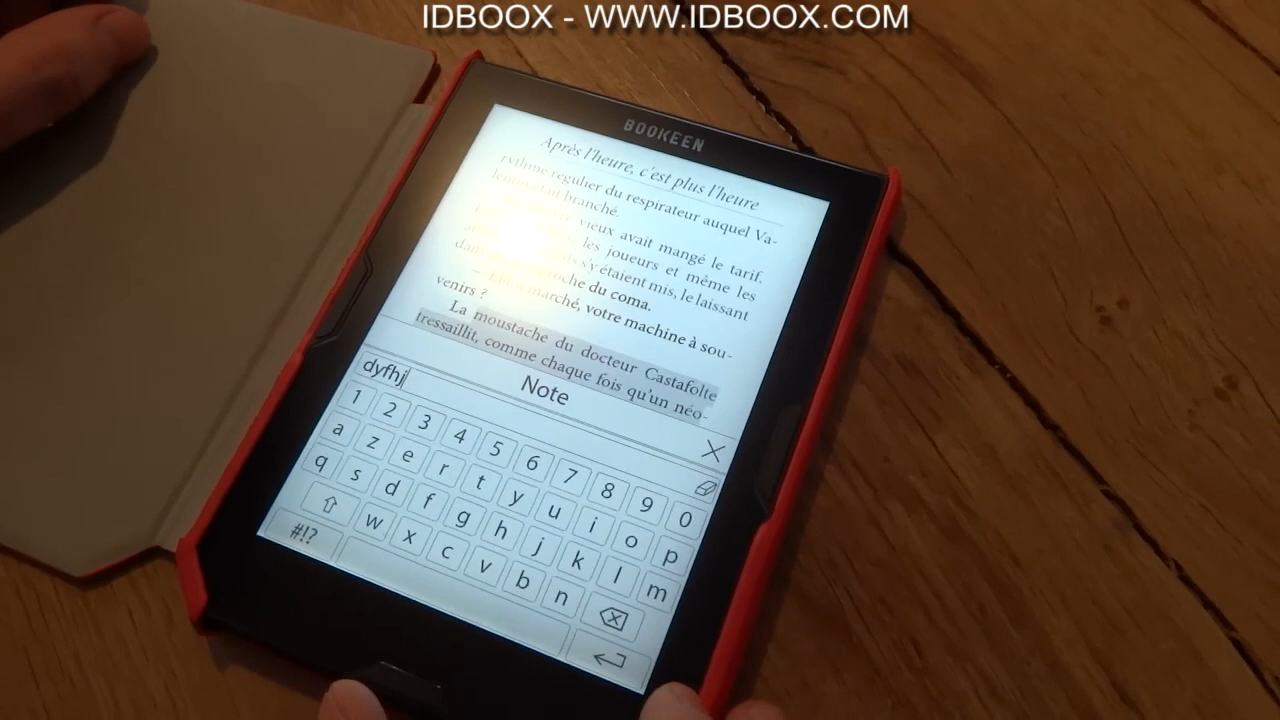 IDBOOX - WWW.IDBOOX.COM
BOOKEEN
Après l'heure, c'est plus l'heure
rythme régulier du respirateur auquel Va-
branché.
vieux avait mangé le tarif.
les joueurs et même les
s'y étaient mis, le laissant
du coma.
marché, votre machine à sou-
venirs ?
La moustache du docteur Castafolte
tressaillit, comme chaque fois qu'un néo-
Note
dyfhj
1 2 3 4 5 6 7 8 9 0
a z e r t y u i o p
q s d f g h j k l m
w x c v b n
#!?